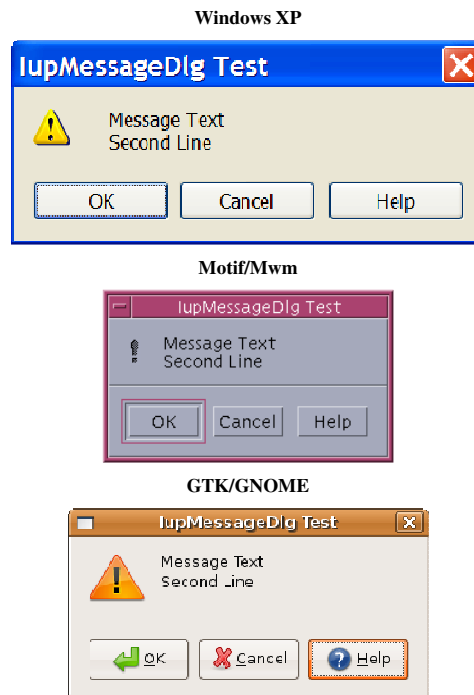 Windows XP
IupMessageDlg Test
Message Text
Second Line
OK Cancel Help
Motif/Mwm
IupMessageDlg Test
Message Text
Second Line
OK Cancel Help
GTK/GNOME
IupMessageDlg Test
Message Text
Second Line
OK Cancel Help